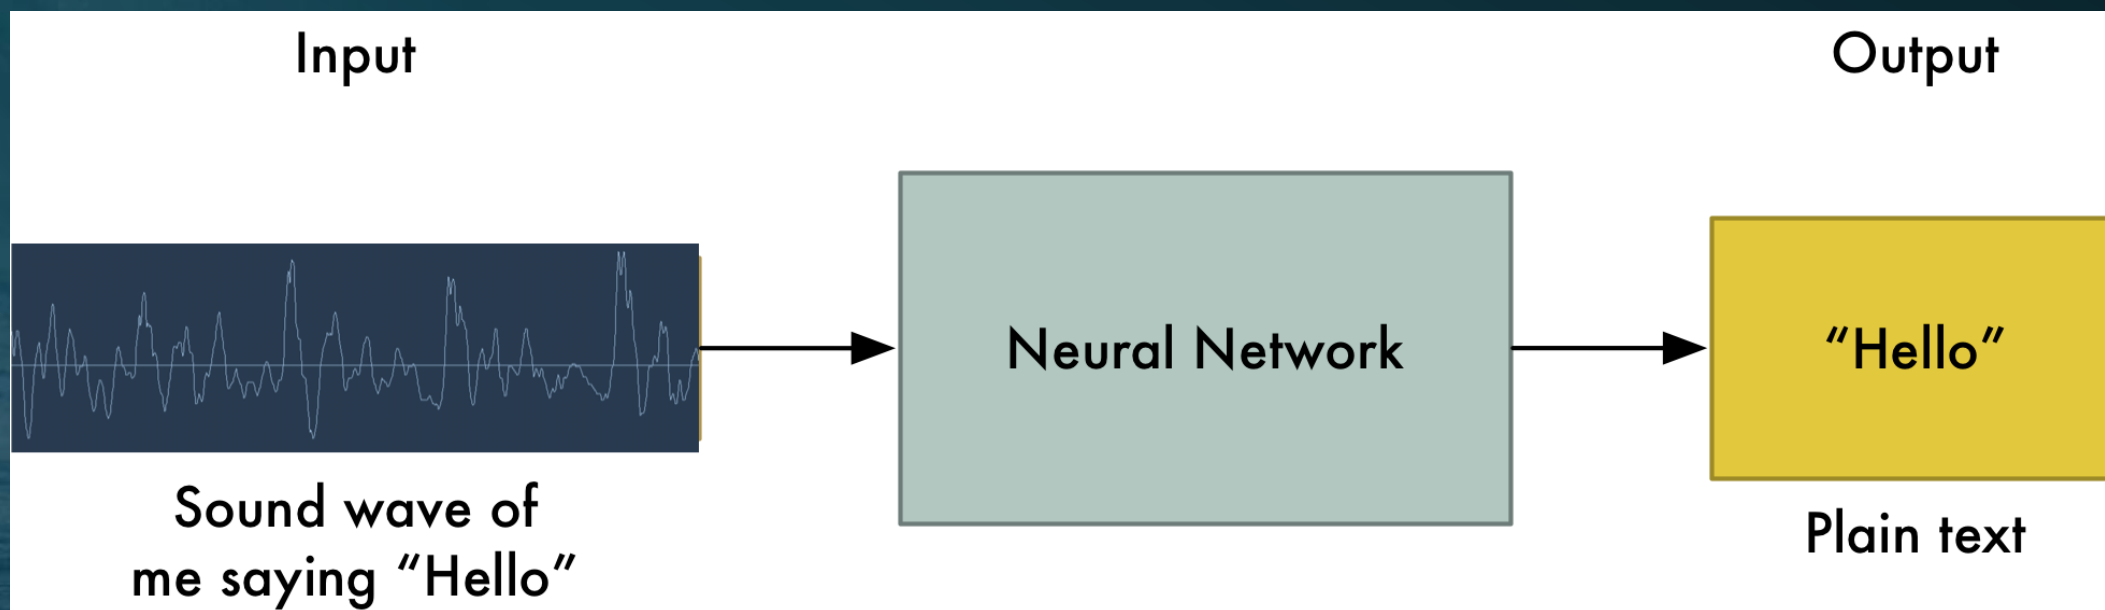 Input
Output
Neural Network
“Hello”
Sound wave of
me saying “Hello”
Plain text